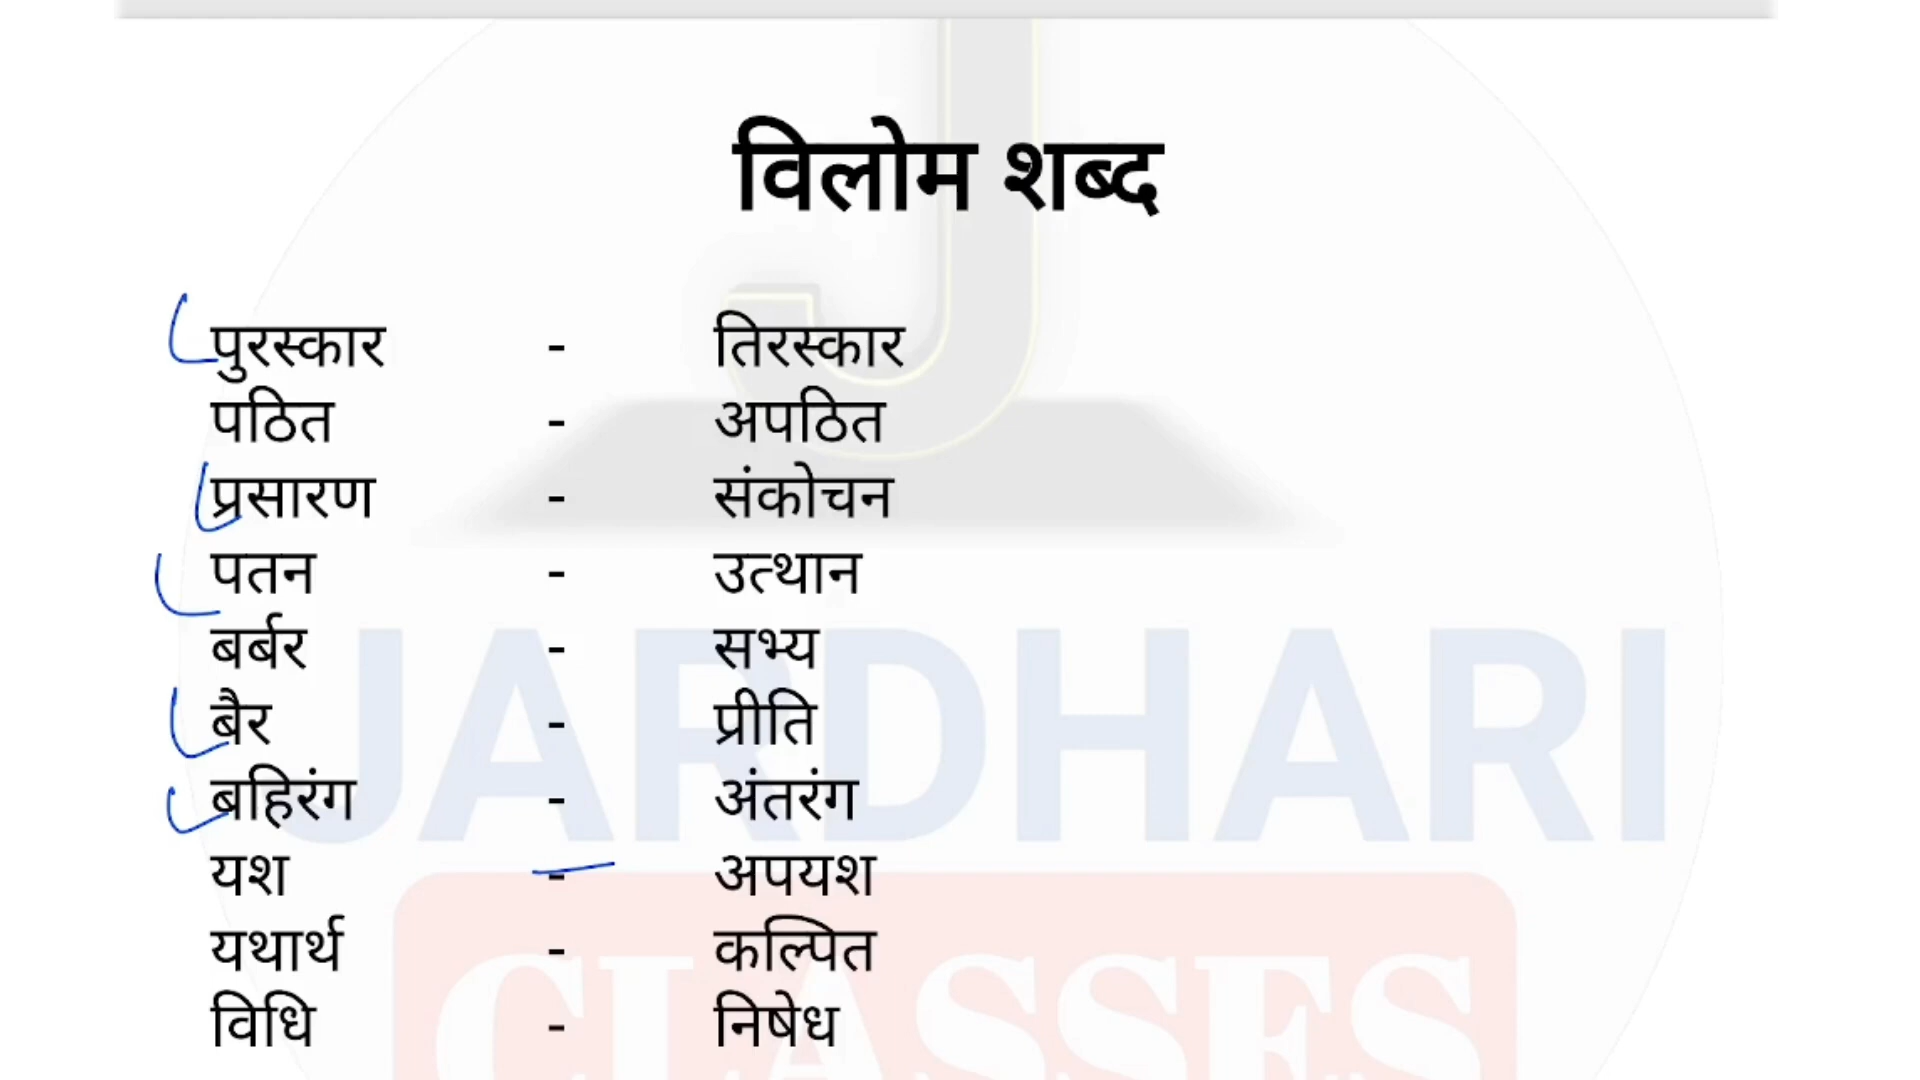 विलोम शब्द
पुरस्कार - तिरस्कार
पठित - अपठित
प्रसारण - संकोचन
पतन - उत्थान
बर्बर - सभ्य
बैर - प्रीति
बहिरंग - अंतरंग
यश - अपयश
यथार्थ - कल्पित
विधि - निषेध
JARDHARI
CLASSES